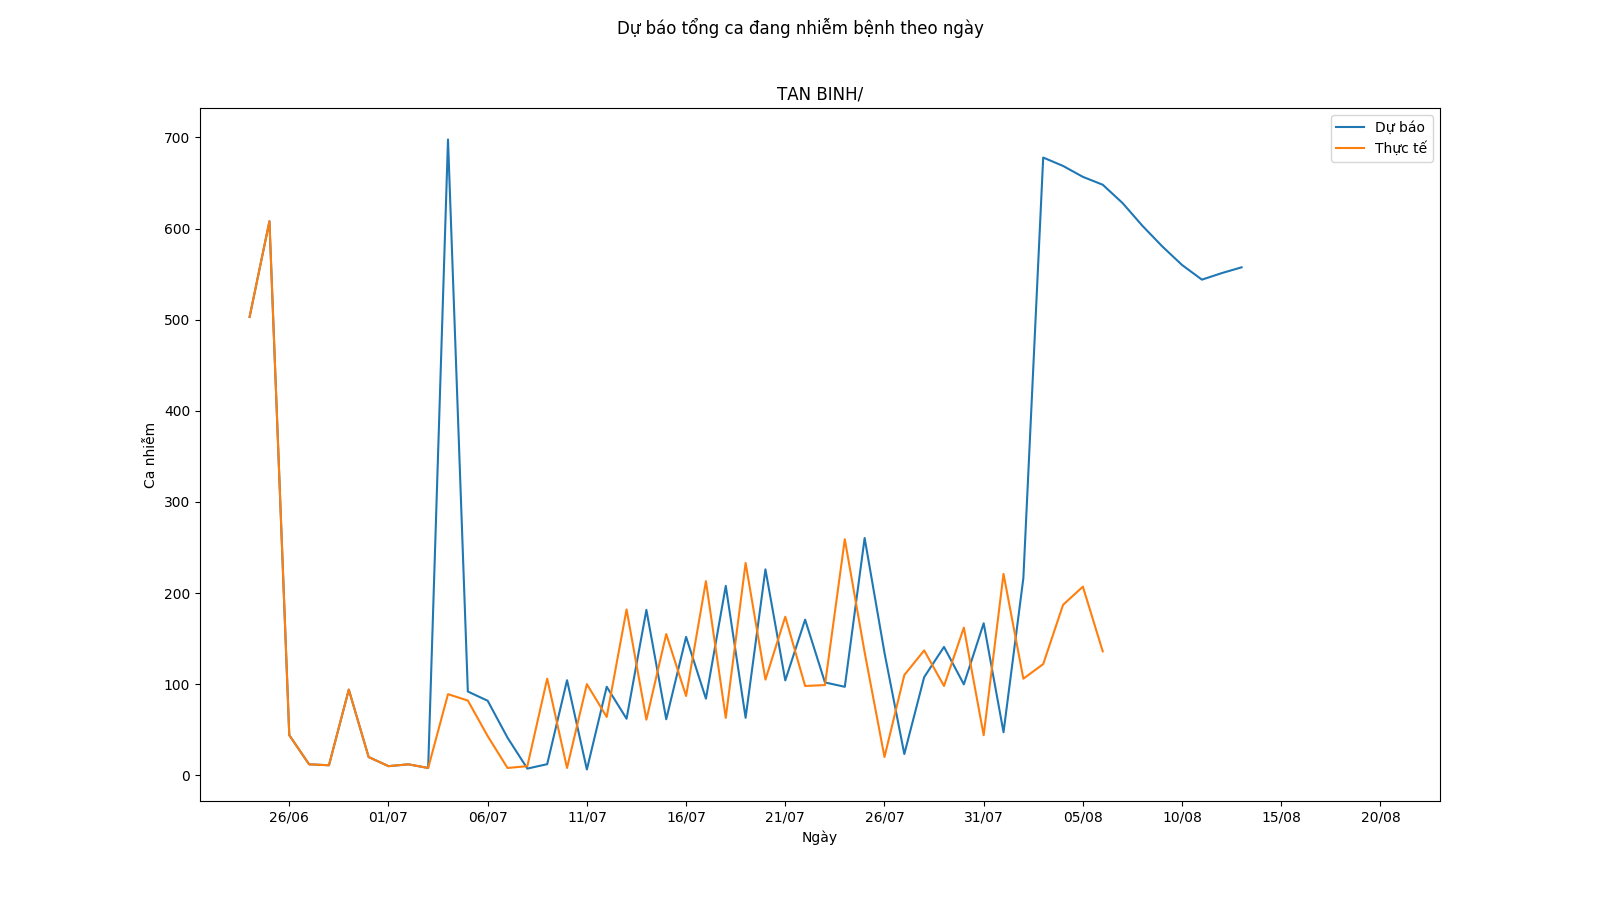 Dự báo tổng ca đang nhiễm bệnh theo ngày
TAN BINH/
Dự báo
Thực tế
Ca nhiễm
700
600
500
400
300
200
100
0
26/06 01/07 06/07 11/07 16/07 21/07 26/07 31/07 05/08 10/08 15/08 20/08
Ngày